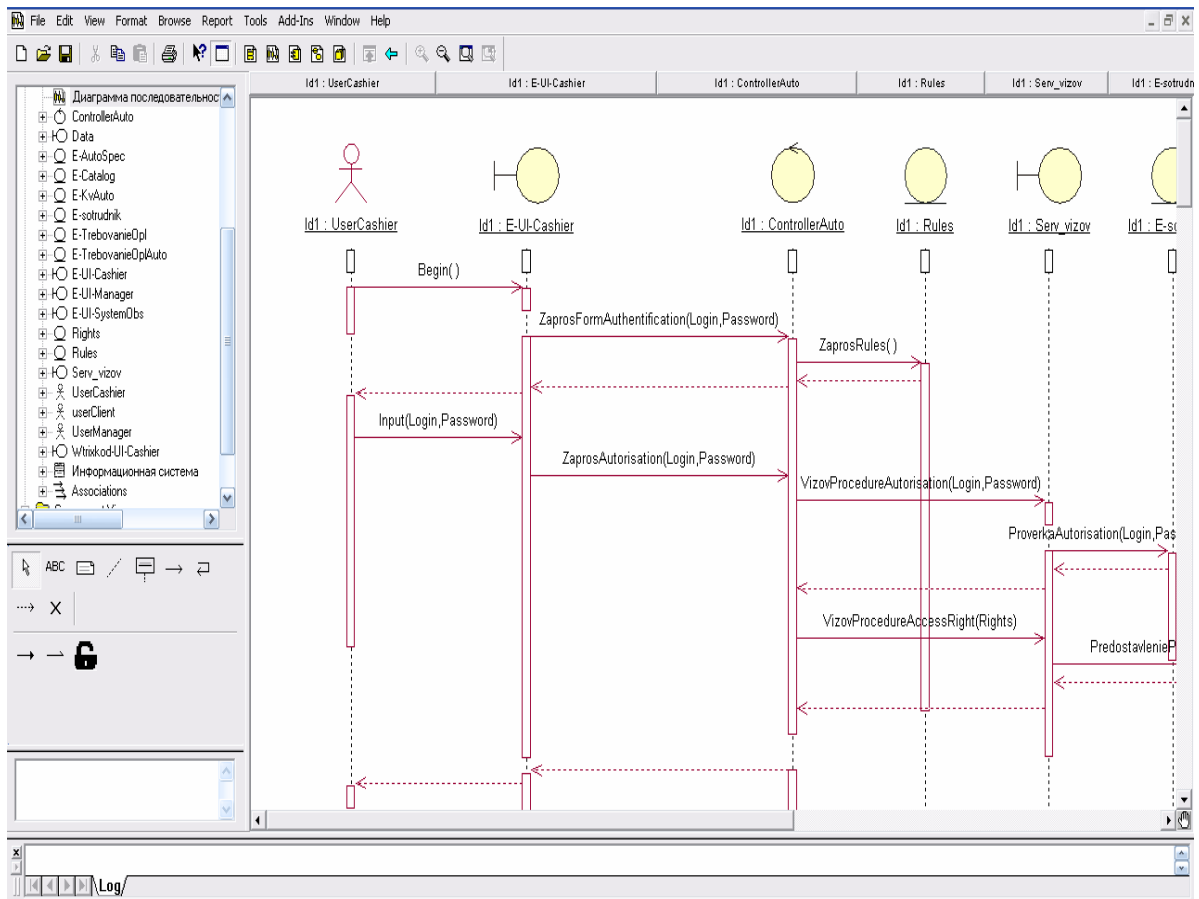 File Edit View Format Browse Report Tools Add-Ins Window Help
Id1 : UserCashier
Id1 : E-UI-Cashier
Id1 : ControllerAuto
Id1 : Rules
Id1 : Serv_vizov
Id1 : E-sotrudn
Диаграмма последовательност
ControllerAuto
Data
E-AutoSpec
E-Catalog
E-KvAuto
E-sotrudnik
E-TrebovanieOpl
E-TrebovanieOplAuto
E-UI-Cashier
E-UI-Manager
E-UI-SystemObs
Rights
Rules
Serv_vizov
UserCashier
userClient
UserManager
Wtrixkod-UI-Cashier
Информационная система
Associations
ABC
Id1 : UserCashier
Id1 : E-UI-Cashier
Id1 : ControllerAuto
Id1 : Rules
Id1 : Serv_vizov
Id1 : E-so
Begin( )
ZaprosFormAuthentification(Login,Password)
ZaprosRules( )
Input(Login,Password)
ZaprosAutorisation(Login,Password)
VizovProcedureAutorisation(Login,Password)
ProverkaAutorisation(Login,Pas
VizovProcedureAccessRight(Rights)
PredostavlenieP
Log